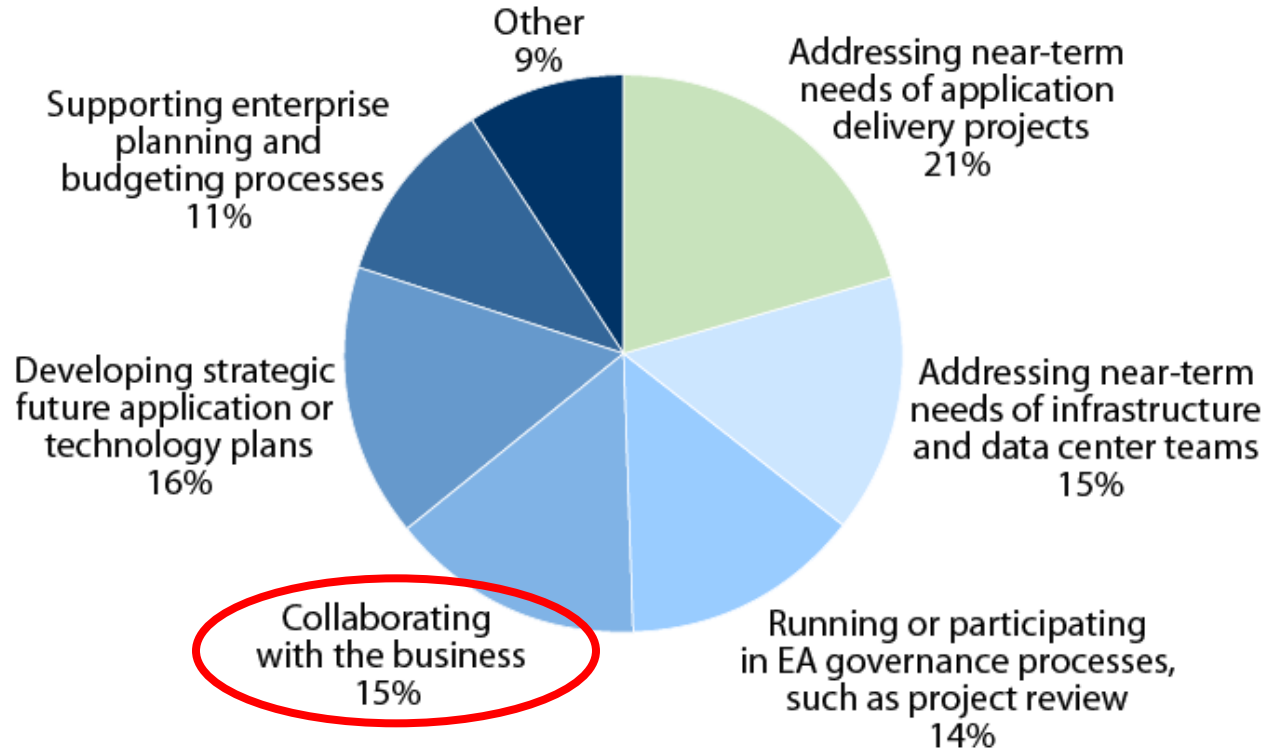 Other
9%
Addressing near-term
needs of application
delivery projects
21%
Supporting enterprise
planning and
budgeting processes
11%
Developing strategic
future application or
technology plans
16%
Addressing near-term
needs of infrastructure
and data center teams
15%
Collaborating
with the business
15%
Running or participating
in EA governance processes,
such as project review
14%